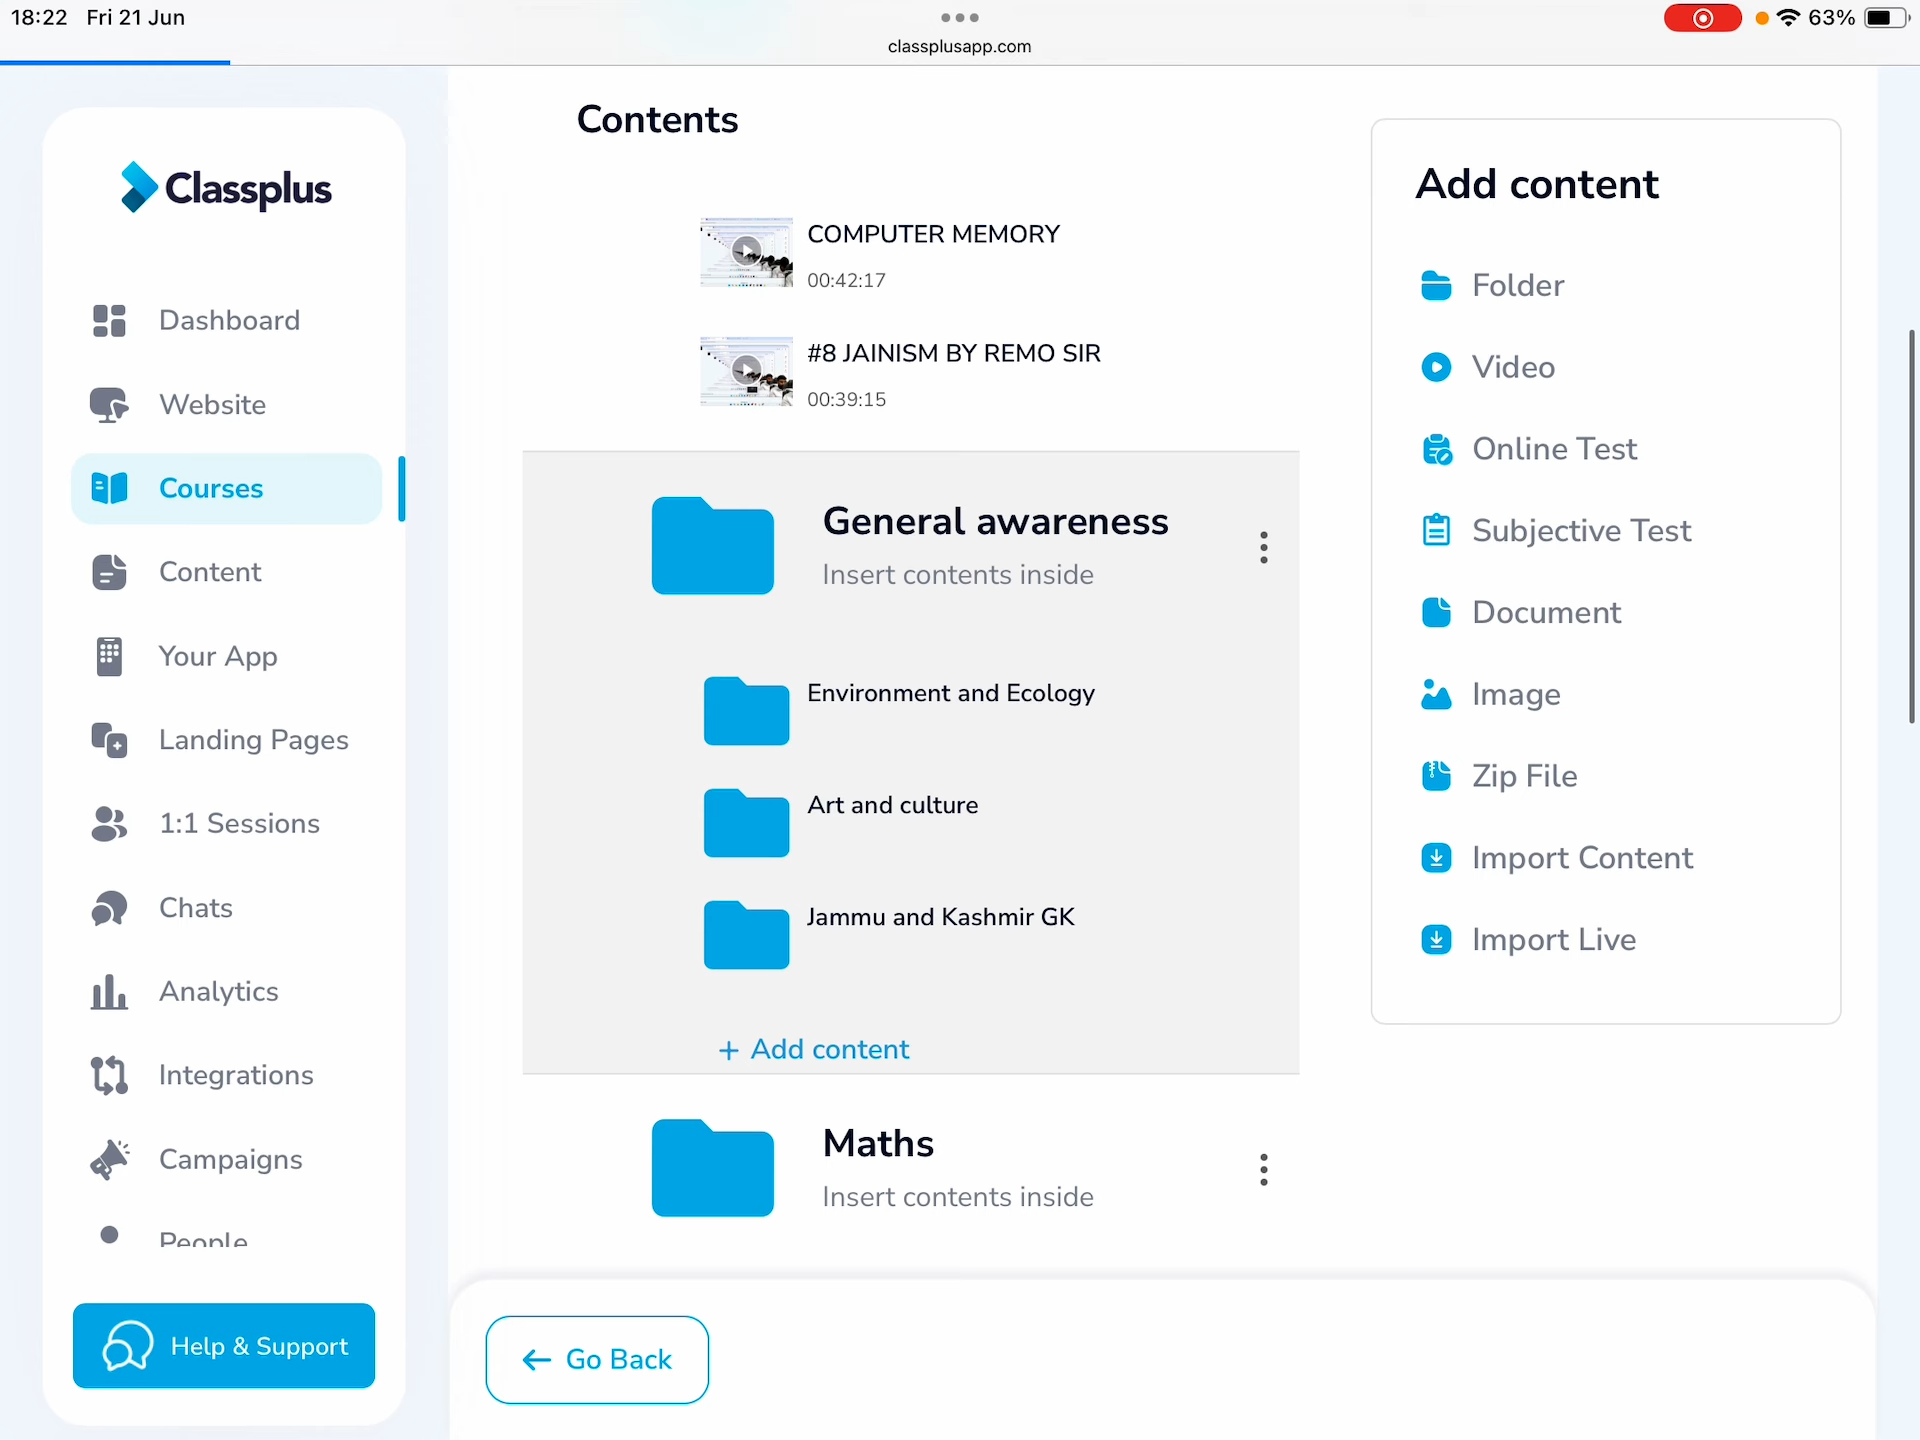 18:22 Fri 21 Jun
63%
classplusapp.com
Classplus
Dashboard
Website
Courses
Content
Your App
Landing Pages
1:1 Sessions
Chats
Analytics
Integrations
Campaigns
People
Help & Support
Contents
COMPUTER MEMORY
00:42:17
#8 JAINISM BY REMO SIR
00:39:15
General awareness
Insert contents inside
Environment and Ecology
Art and culture
Jammu and Kashmir GK
+ Add content
Maths
Insert contents inside
Go Back
Add content
Folder
Video
Online Test
Subjective Test
Document
Image
Zip File
Import Content
Import Live